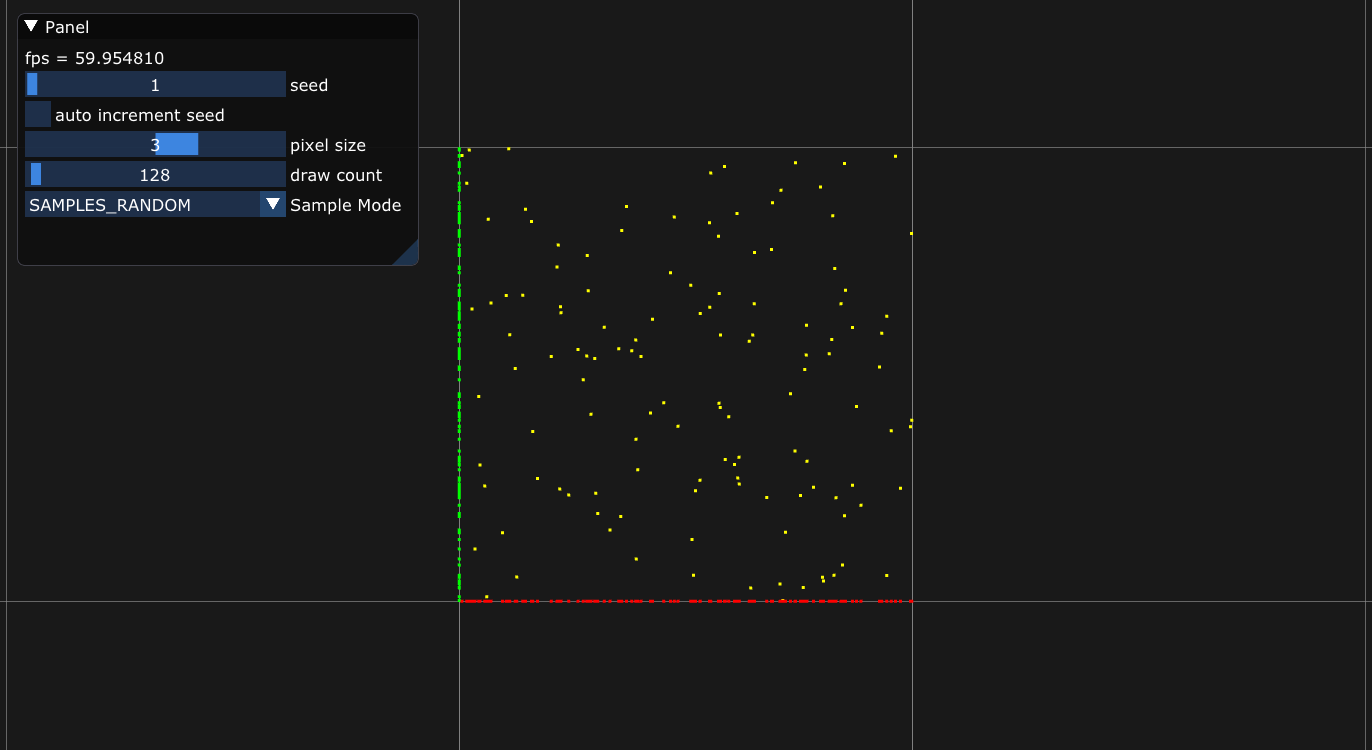 Panel
fps = 59.954810
1 seed
auto increment seed
3 pixel size
128 draw count
SAMPLES_RANDOM Sample Mode